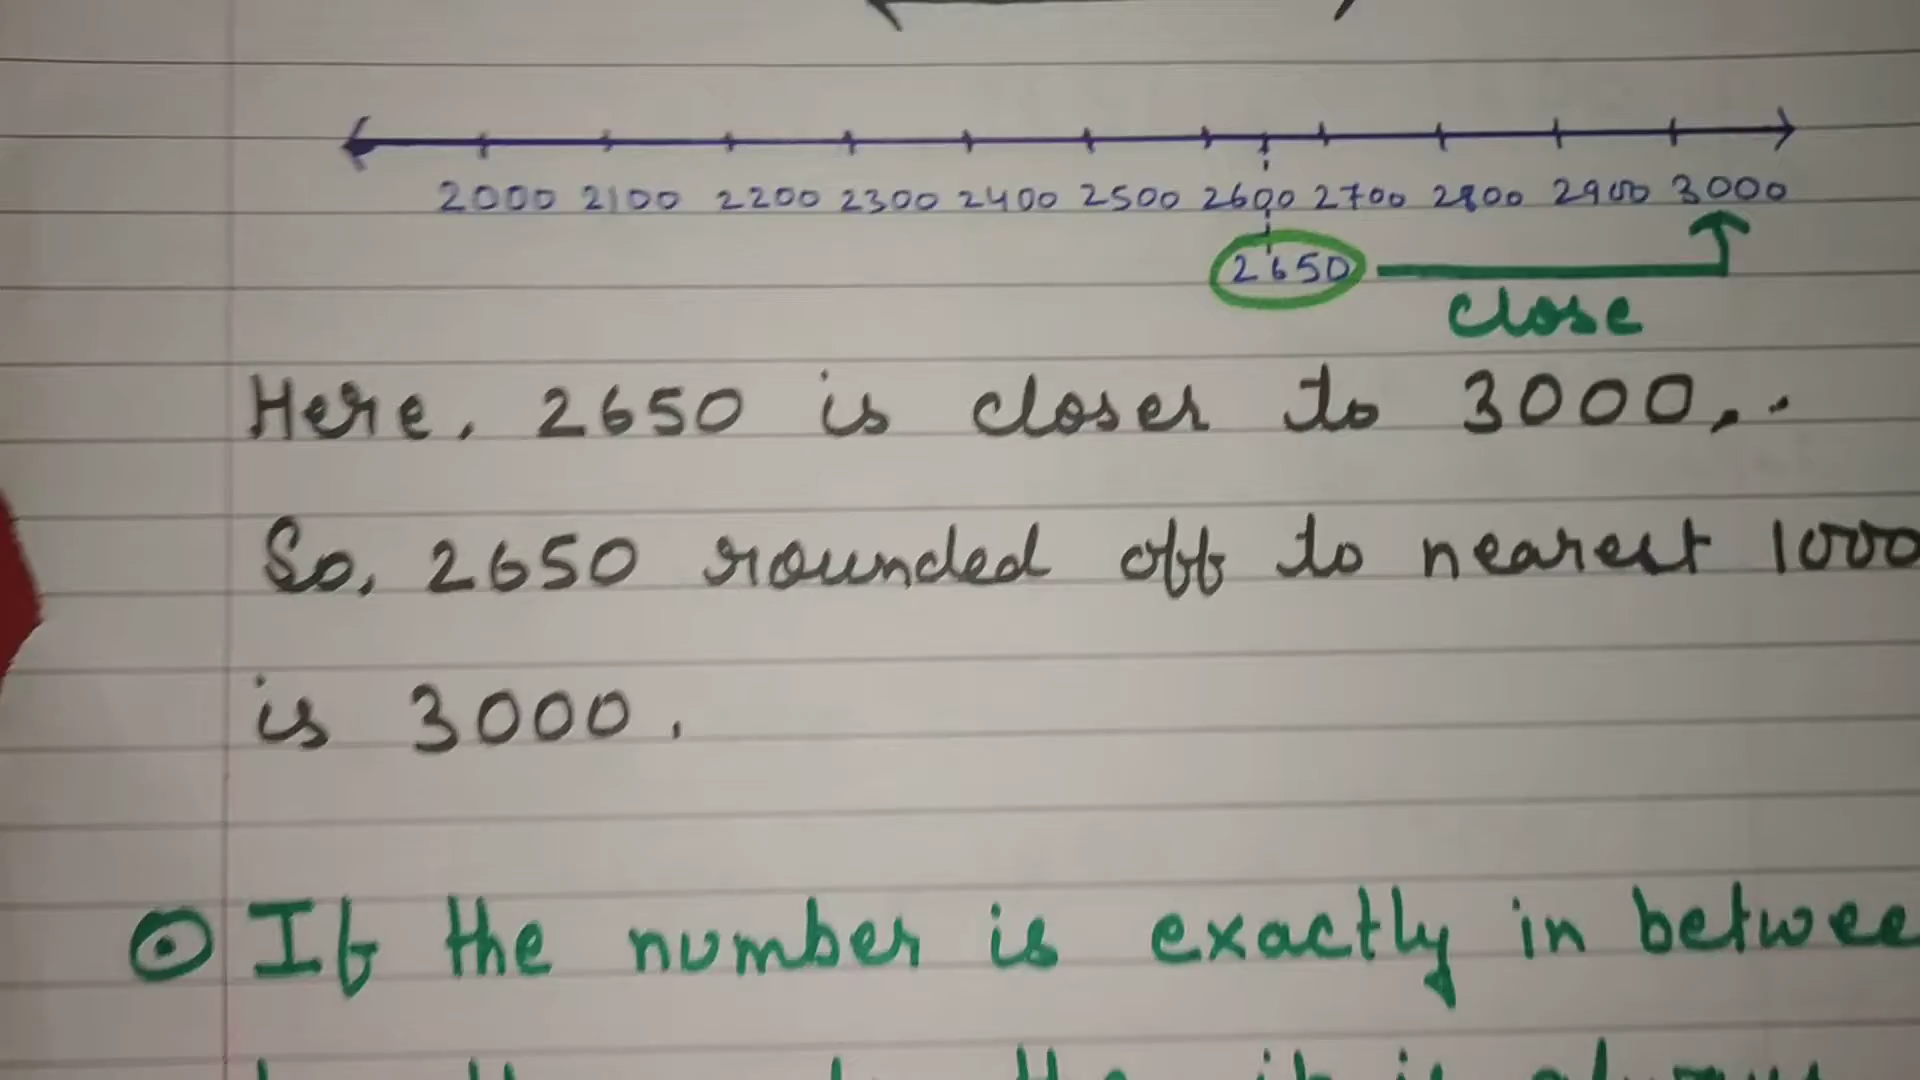 2000 2100 2200 2300 2400 2500 2600 2700 2800 2900 3000
2650
close
Here, 2650 is closer to 3000,.
So, 2650 rounded off to nearest 1000
is 3000.
If the number is exactly in betwee